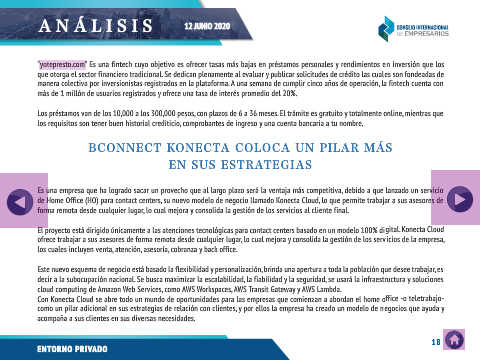 ANÁLISIS
12 JUNIO 2020
CONSEJO INTERNACIONAL
DE EMPRESARIOS
"yotepresto.com" Es una fintech cuyo objetivo es ofrecer tasas más bajas en préstamos personales y rendimientos en inversión que los
que otorga el sector financiero tradicional. Se dedican plenamente al evaluar y publicar solicitudes de crédito las cuales son fondeadas de
manera colectiva por inversionistas registrados en la plataforma. A una semana de cumplir cinco años de operación, la fintech cuenta con
más de 1 millón de usuarios registrados y ofrece una tasa de interés promedio del 20%.
Los préstamos van de los 10,000 a los 300,000 pesos, con plazos de 6 a 36 meses. El trámite es gratuito y totalmente online, mientras que
los requisitos son tener buen historial crediticio, comprobantes de ingreso y una cuenta bancaria a tu nombre.
BCONNECT KONECTA COLOCA UN PILAR MÁS
EN SUS ESTRATEGIAS
Es una empresa que ha logrado sacar un provecho que al largo plazo será la ventaja más competitiva, debido a que lanzado un servicio
de Home Office (HO) para contact centers, su nuevo modelo de negocio llamado Konecta Cloud, lo que permite trabajar a sus asesores de
forma remota desde cualquier lugar, lo cual mejora y consolida la gestión de los servicios al cliente final.
El proyecto está dirigido únicamente a las atenciones tecnológicas para contact centers basado en un modelo 100% digital. Konecta Cloud
ofrece trabajar a sus asesores de forma remota desde cualquier lugar, lo cual mejora y consolida la gestión de los servicios de la empresa,
los cuales incluyen venta, atención, asesoría, cobranza y back office.
Este nuevo esquema de negocio está basado la flexibilidad y personalización, brinda una apertura a toda la población que desee trabajar, es
decir a la subocupación nacional. Se busca maximizar la escalabilidad, la fiabilidad y la seguridad, se usará la infraestructura y soluciones
cloud computing de Amazon Web Services, como AWS Workspaces, AWS Transit Gateway y AWS Lambda.
Con Konecta Cloud se abre todo un mundo de oportunidades para las empresas que comienzan a abordan el home office -o teletrabajo-
como un pilar adicional en sus estrategias de relación con clientes, y por ellos la empresa ha creado un modelo de negocios que ayuda y
acompaña a sus clientes en sus diversas necesidades.
ENTORNO PRIVADO
18